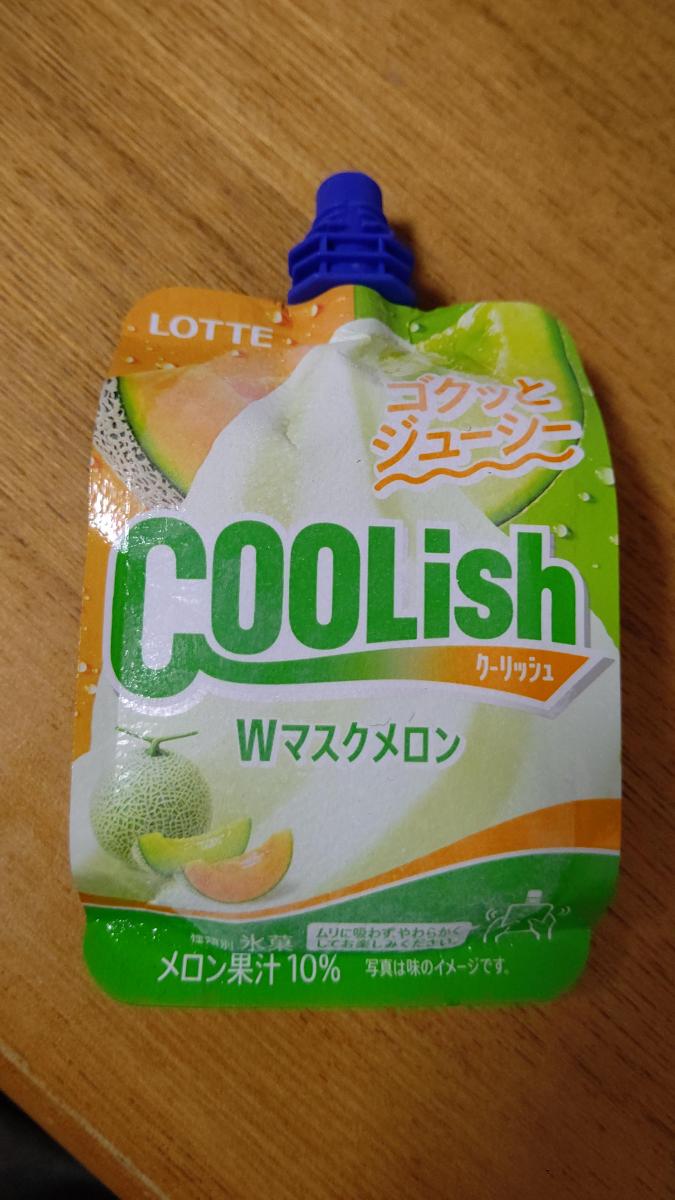 LOTTE
ゴクッと
ジューシー
COOLish
クーリッシュ
Wマスクメロン
種類別 氷菓
ムリに吸わず、やわらかく
してお楽しみください。
メロン果汁10%
写真は味のイメージです。